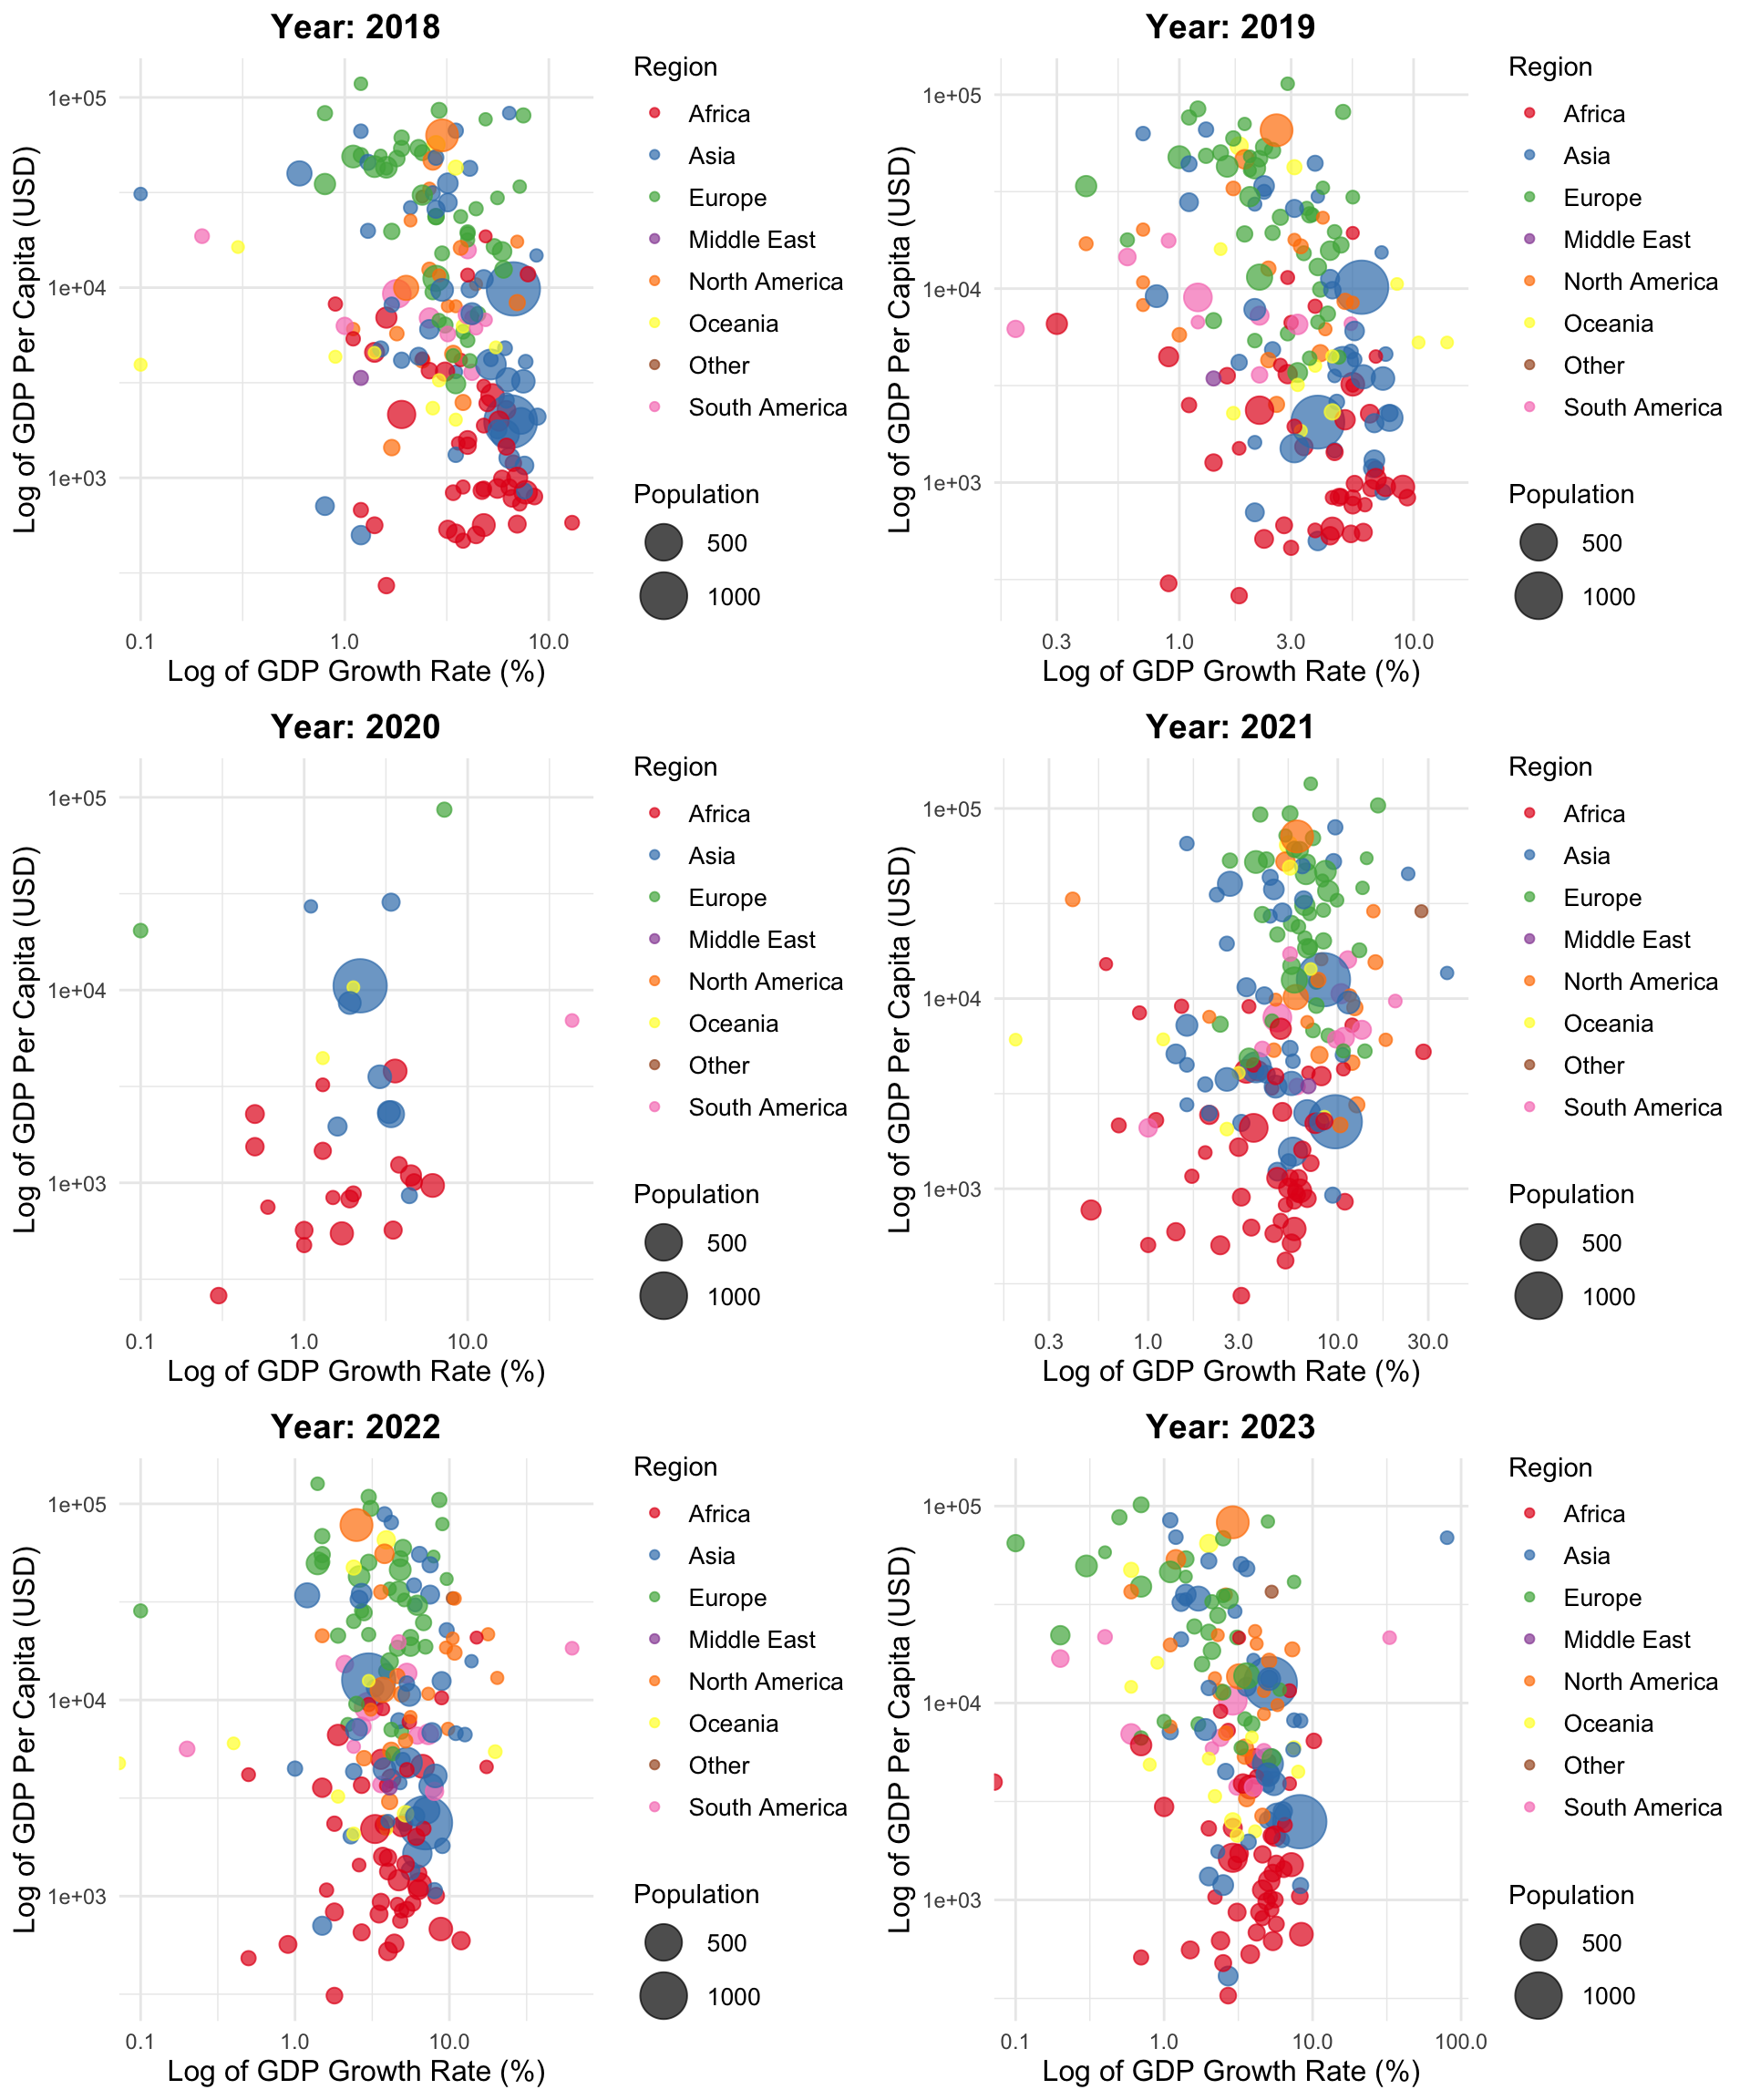 Year: 2018
Log of GDP Per Capita (USD)
1e+05
1e+04
1e+03
0.1 1.0 10.0
Log of GDP Growth Rate (%)
Region
Africa
Asia
Europe
Middle East
North America
Oceania
Other
South America
Population
500
1000
Year: 2019
Log of GDP Per Capita (USD)
1e+05
1e+04
1e+03
0.3 1.0 3.0 10.0
Log of GDP Growth Rate (%)
Region
Africa
Asia
Europe
Middle East
North America
Oceania
Other
South America
Population
500
1000
Year: 2020
Log of GDP Per Capita (USD)
1e+05
1e+04
1e+03
0.1 1.0 10.0
Log of GDP Growth Rate (%)
Region
Africa
Asia
Europe
Middle East
North America
Oceania
Other
South America
Population
500
1000
Year: 2021
Log of GDP Per Capita (USD)
1e+05
1e+04
1e+03
0.3 1.0 3.0 10.0 30.0
Log of GDP Growth Rate (%)
Region
Africa
Asia
Europe
Middle East
North America
Oceania
Other
South America
Population
500
1000
Year: 2022
Log of GDP Per Capita (USD)
1e+05
1e+04
1e+03
0.1 1.0 10.0
Log of GDP Growth Rate (%)
Region
Africa
Asia
Europe
Middle East
North America
Oceania
Other
South America
Population
500
1000
Year: 2023
Log of GDP Per Capita (USD)
1e+05
1e+04
1e+03
0.1 1.0 10.0 100.0
Log of GDP Growth Rate (%)
Region
Africa
Asia
Europe
Middle East
North America
Oceania
Other
South America
Population
500
1000